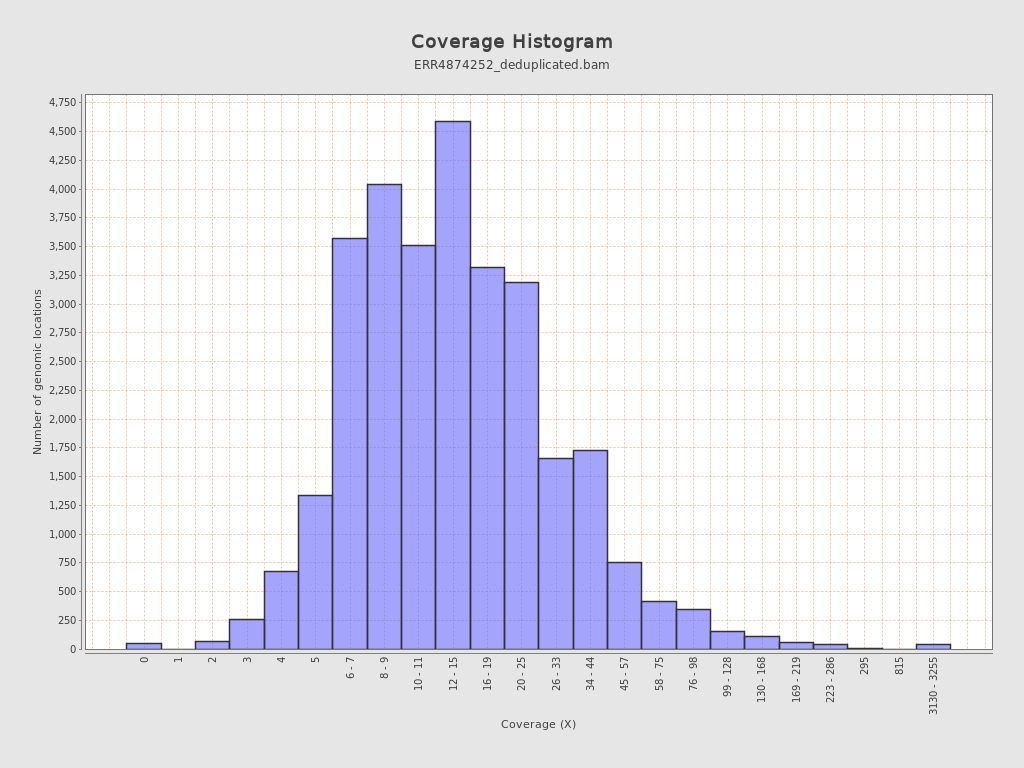 Coverage Histogram
ERR4874252_deduplicated.bam
Number of genomic locations
4,750
4,500
4,250
4,000
3,750
3,500
3,250
3,000
2,750
2,500
2,250
2,000
1,750
1,500
1,250
1,000
750
500
250
0
0
1
2
3
4
5
6 - 7
8 - 9
10 - 11
12 - 15
16 - 19
20 - 25
26 - 33
34 - 44
45 - 57
58 - 75
76 - 98
99 - 128
130 - 168
169 - 219
223 - 286
295
815
3130 - 3255
Coverage (X)